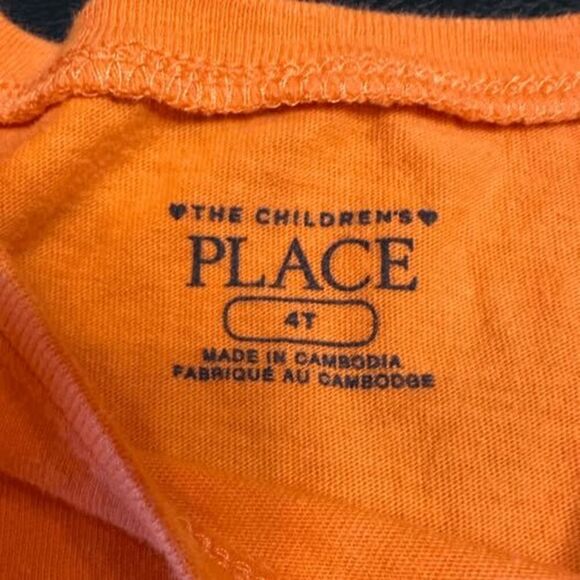 ♥THE CHILDREN'S♥
PLACE
4T
MADE IN CAMBODIA
FABRIQUÉ AU CAMBODGE